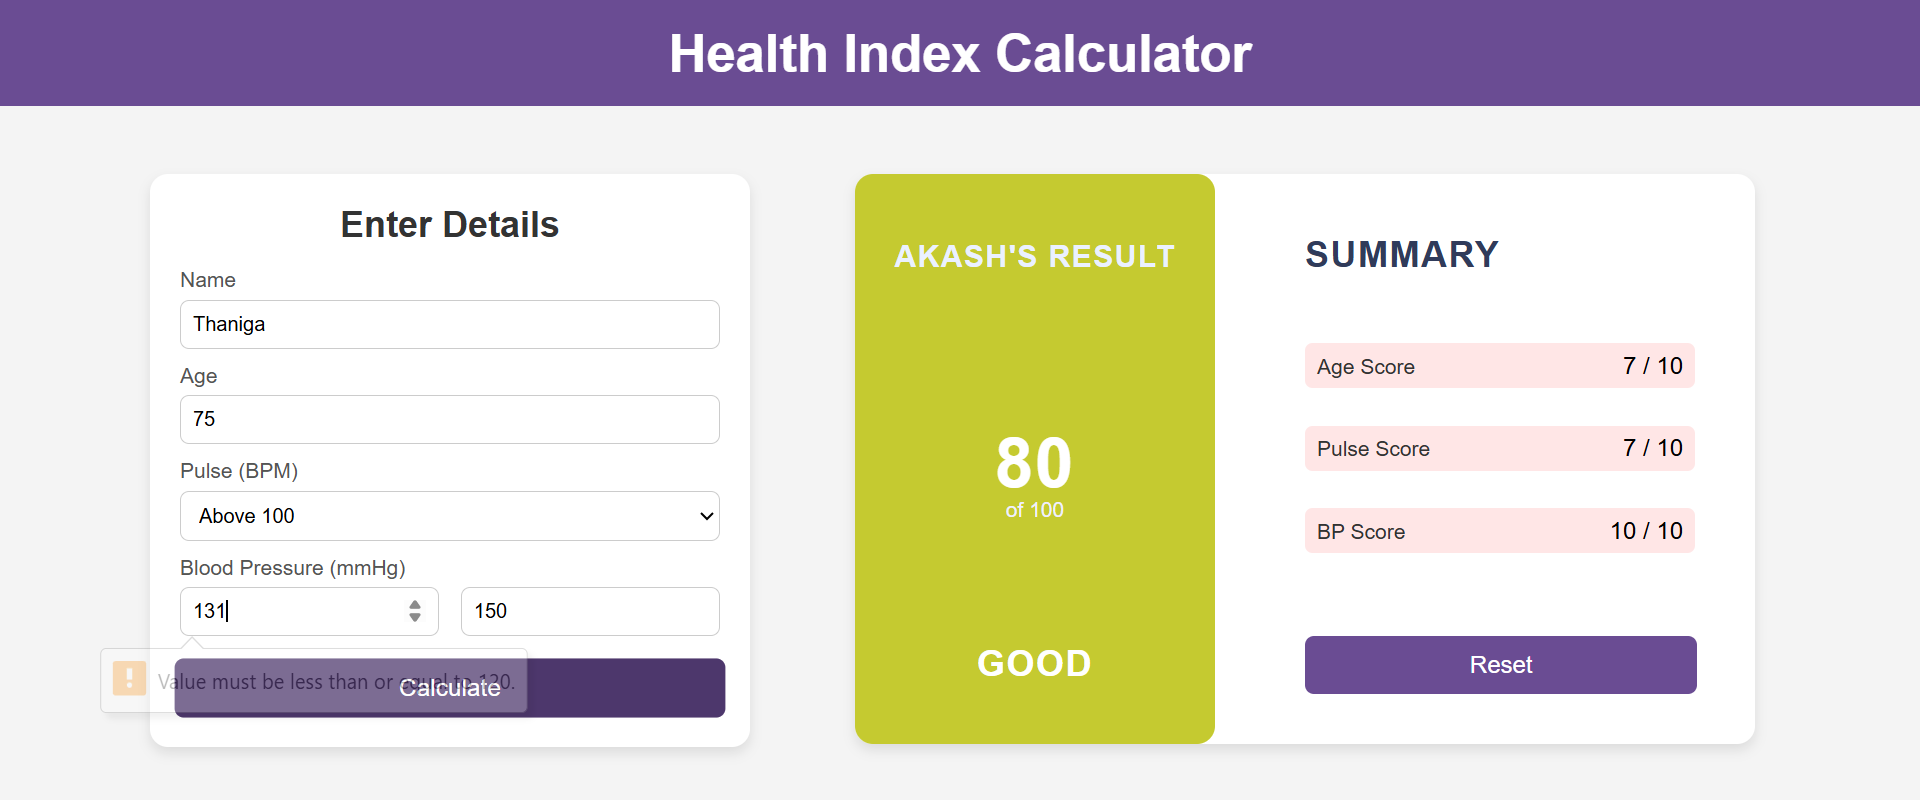 Health Index Calculator
Enter Details
Name
Thaniga
Age
75
Pulse (BPM)
Above 100
Blood Pressure (mmHg)
131 150
Value must be less than or equal to 130.
Calculate
AKASH'S RESULT
80
of 100
GOOD
SUMMARY
Age Score 7 / 10
Pulse Score 7 / 10
BP Score 10 / 10
Reset